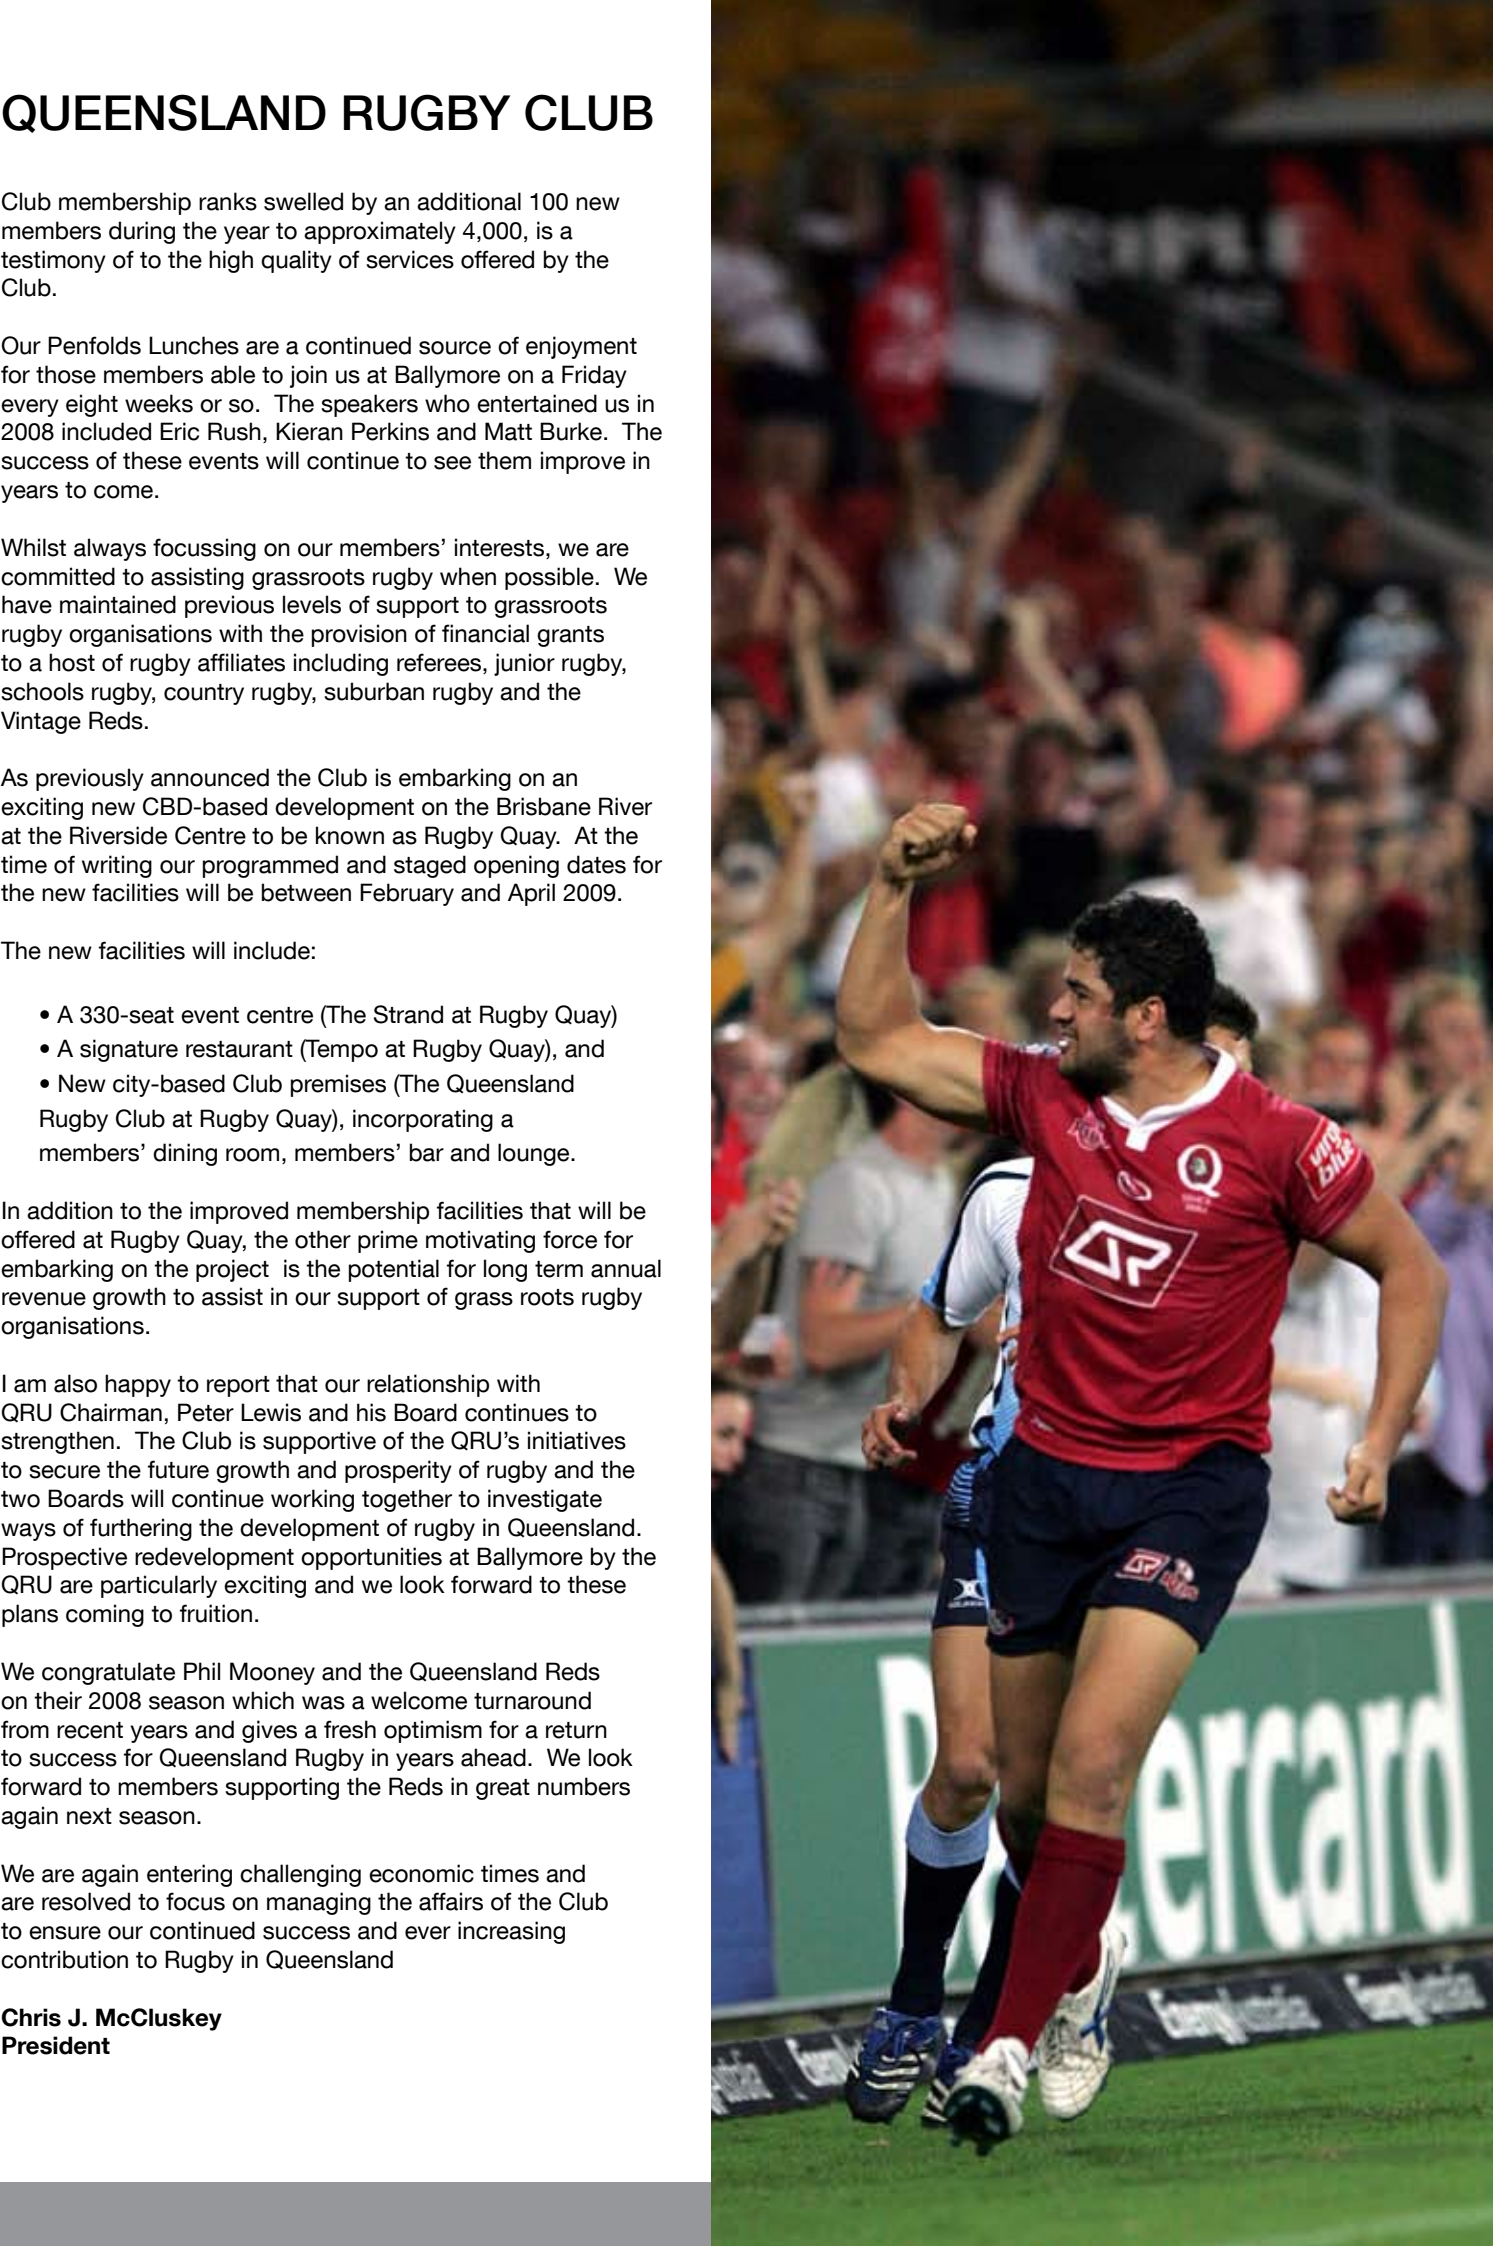 QUEENSLAND RUGBY CLUB
Club membership ranks swelled by an additional 100 new
members during the year to approximately 4,000, is a
testimony of to the high quality of services offered by the
Club.
Our Penfolds Lunches are a continued source of enjoyment
for those members able to join us at Ballymore on a Friday
every eight weeks or so.  The speakers who entertained us in
2008 included Eric Rush, Kieran Perkins and Matt Burke.  The
success of these events will continue to see them improve in
years to come.
Whilst always focussing on our members’ interests, we are
committed to assisting grassroots rugby when possible.  We
have maintained previous levels of support to grassroots
rugby organisations with the provision of financial grants
to a host of rugby affiliates including referees, junior rugby,
schools rugby, country rugby, suburban rugby and the
Vintage Reds.
As previously announced the Club is embarking on an
exciting new CBD-based development on the Brisbane River
at the Riverside Centre to be known as Rugby Quay.  At the
time of writing our programmed and staged opening dates for
the new facilities will be between February and April 2009.
The new facilities will include:
• A 330-seat event centre (The Strand at Rugby Quay)
• A signature restaurant (Tempo at Rugby Quay), and
• New city-based Club premises (The Queensland
Rugby Club at Rugby Quay), incorporating a
members’ dining room, members’ bar and lounge.
In addition to the improved membership facilities that will be
offered at Rugby Quay, the other prime motivating force for
embarking on the project  is the potential for long term annual
revenue growth to assist in our support of grass roots rugby
organisations.
I am also happy to report that our relationship with
QRU Chairman, Peter Lewis and his Board continues to
strengthen.  The Club is supportive of the QRU’s initiatives
to secure the future growth and prosperity of rugby and the
two Boards will continue working together to investigate
ways of furthering the development of rugby in Queensland.
Prospective redevelopment opportunities at Ballymore by the
QRU are particularly exciting and we look forward to these
plans coming to fruition.
We congratulate Phil Mooney and the Queensland Reds
on their 2008 season which was a welcome turnaround
from recent years and gives a fresh optimism for a return
to success for Queensland Rugby in years ahead.  We look
forward to members supporting the Reds in great numbers
again next season.
We are again entering challenging economic times and
are resolved to focus on managing the affairs of the Club
to ensure our continued success and ever increasing
contribution to Rugby in Queensland
Chris J. McCluskey
President
virgin
blue
Q
ercard
EnergyAustralia
EnergyAustralia